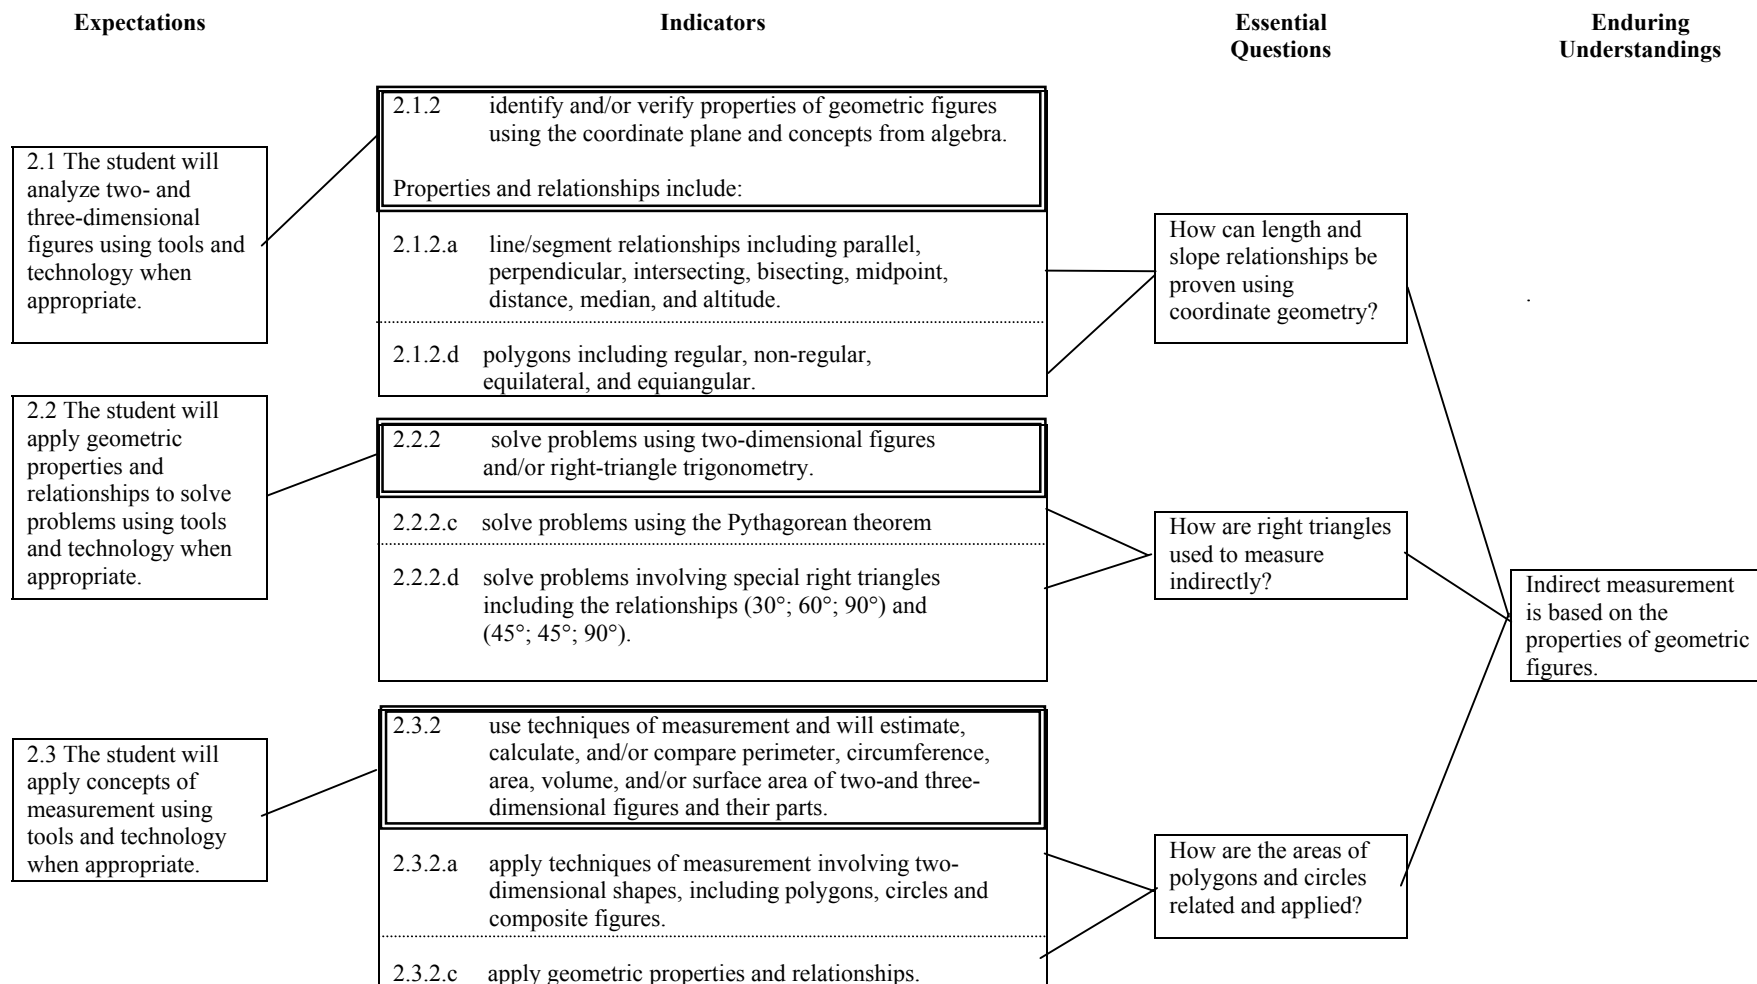 Expectations
Indicators
Essential
Questions
Enduring
Understandings
2.1 The student will
analyze two- and
three-dimensional
figures using tools and
technology when
appropriate.
2.1.2 identify and/or verify properties of geometric figures
using the coordinate plane and concepts from algebra.
Properties and relationships include:
2.1.2.a line/segment relationships including parallel,
perpendicular, intersecting, bisecting, midpoint,
distance, median, and altitude.
2.1.2.d polygons including regular, non-regular,
equilateral, and equiangular.
How can length and
slope relationships be
proven using
coordinate geometry?
2.2 The student will
apply geometric
properties and
relationships to solve
problems using tools
and technology when
appropriate.
2.2.2 solve problems using two-dimensional figures
and/or right-triangle trigonometry.
2.2.2.c solve problems using the Pythagorean theorem
2.2.2.d solve problems involving special right triangles
including the relationships (30°; 60°; 90°) and
(45°; 45°; 90°).
How are right triangles
used to measure
indirectly?
Indirect measurement
is based on the
properties of geometric
figures.
2.3 The student will
apply concepts of
measurement using
tools and technology
when appropriate.
2.3.2 use techniques of measurement and will estimate,
calculate, and/or compare perimeter, circumference,
area, volume, and/or surface area of two-and three-
dimensional figures and their parts.
2.3.2.a apply techniques of measurement involving two-
dimensional shapes, including polygons, circles and
composite figures.
2.3.2.c apply geometric properties and relationships.
How are the areas of
polygons and circles
related and applied?